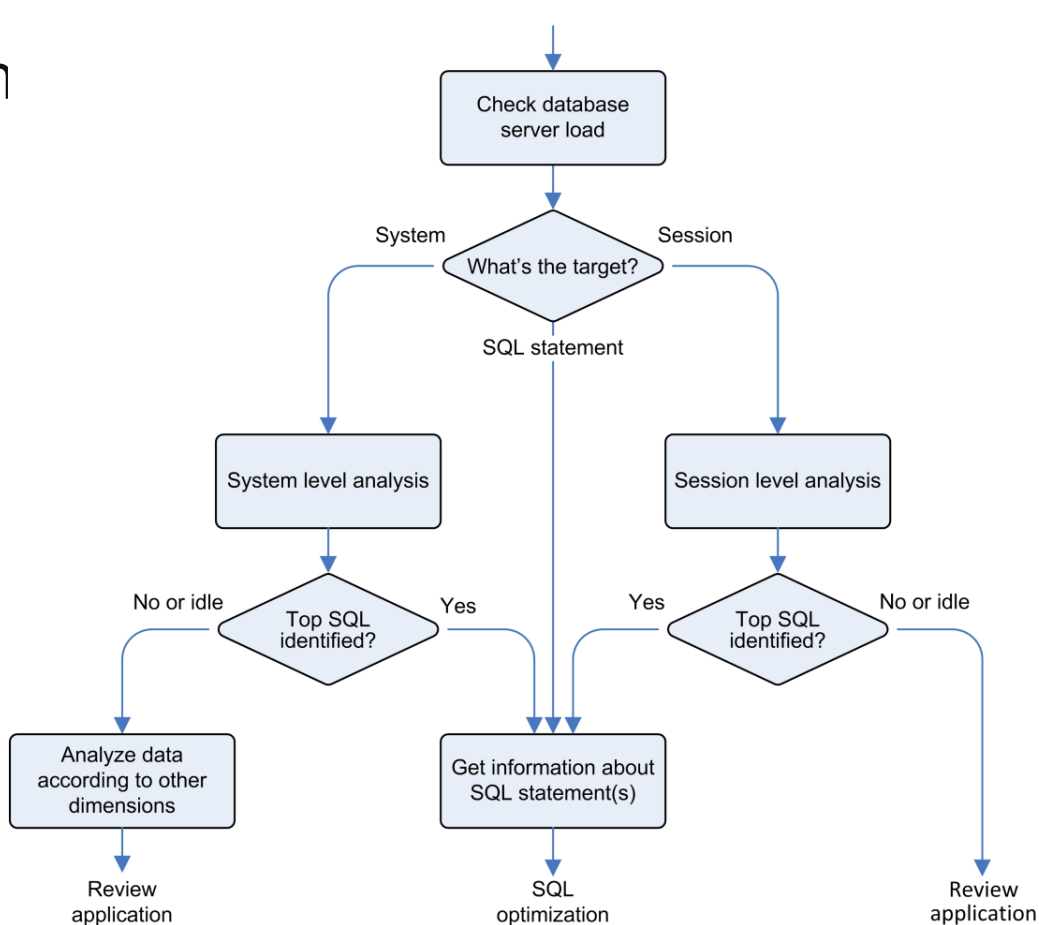 Check database
server load
System
Session
What's the target?
SQL statement
System level analysis
Session level analysis
No or idle
Top SQL
identified?
Yes
Yes
Top SQL
identified?
No or idle
Analyze data
according to other
dimensions
Get information about
SQL statement(s)
Review
application
SQL
optimization
Review
application